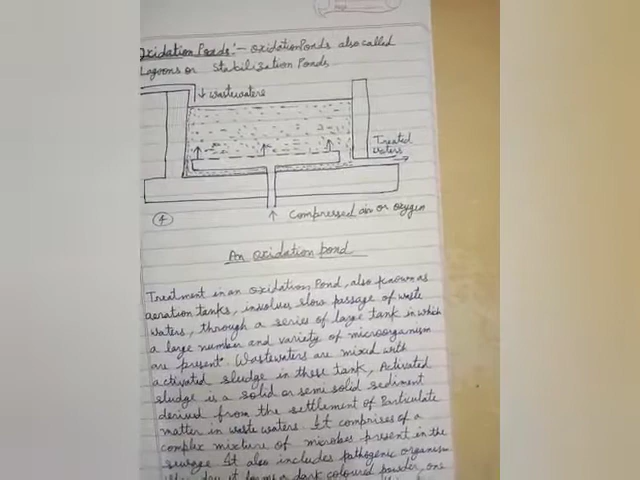 Oxidation Ponds:- Oxidation Ponds also called
Lagoons or Stabilization Ponds
↓ Wastewatere
Treated
waters
↑ Compressed air or oxygen
4
An oxidation pond
Treatment in an oxidation Pond, also known as
aeration tanks, involves slow passage of waste
waters, through a series of large tank in which
a large number and variety of microorganism
are present. Wastewaters are mixed with
activated sludge in these tank, Activated
sludge is a solid or semi solid sediment
derived from the settlement of Particulate
matter in waste waters. It comprises of a
complex mixture of microbes present in the
sewage. It also includes pathogenic organism
dry it forms a dark coloured powder, one